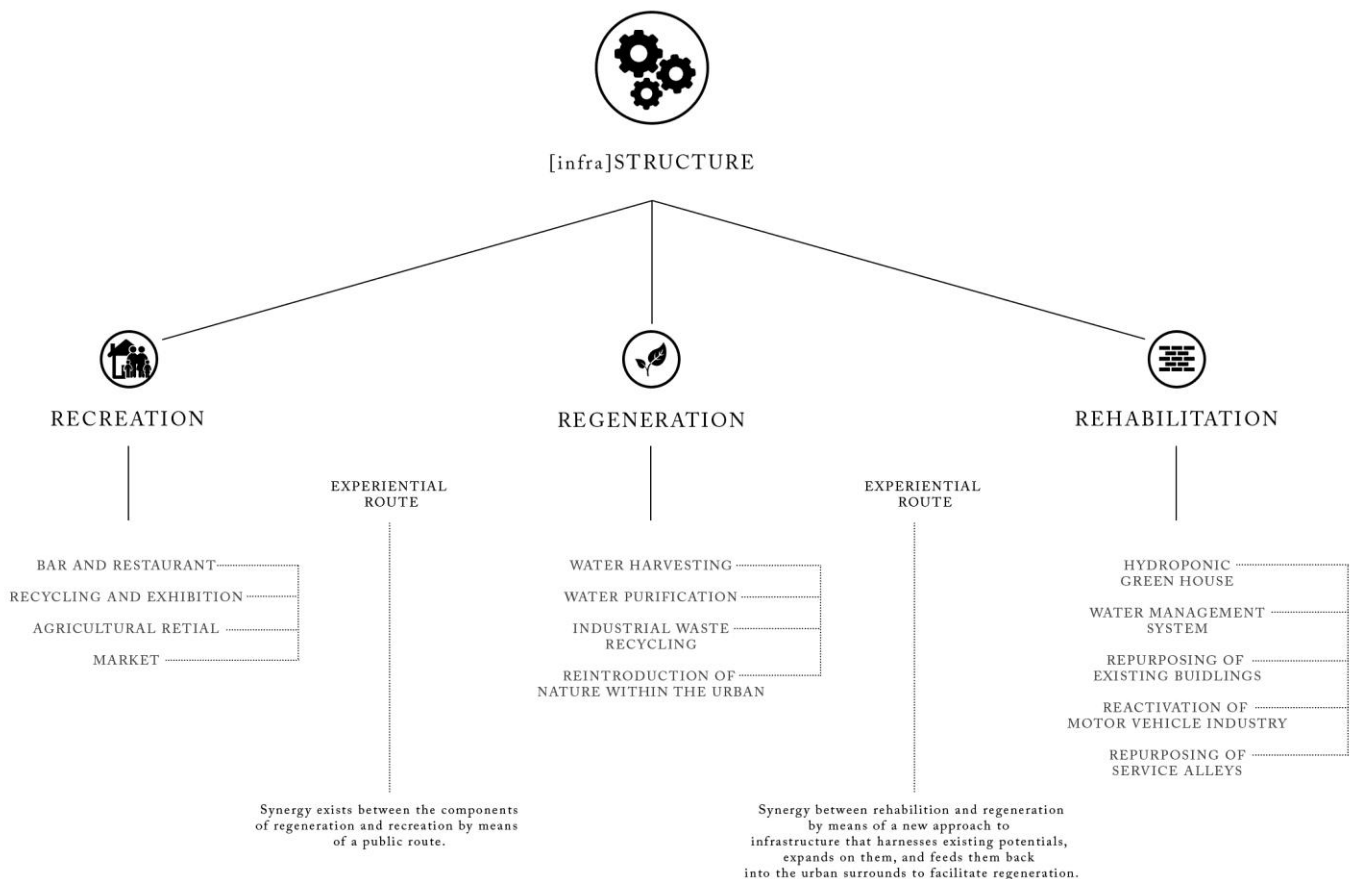 [infra]STRUCTURE
RECREATION
REGENERATION
REHABILITATION
EXPERIENTIAL
ROUTE
EXPERIENTIAL
ROUTE
BAR AND RESTAURANT
RECYCLING AND EXHIBITION
AGRICULTURAL RETIAL
MARKET
WATER HARVESTING
WATER PURIFICATION
INDUSTRIAL WASTE
RECYCLING
REINTRODUCTION OF
NATURE WITHIN THE URBAN
HYDROPONIC
GREEN HOUSE
WATER MANAGEMENT
SYSTEM
REPURPOSING OF
EXISTING BUIDLINGS
REACTIVATION OF
MOTOR VEHICLE INDUSTRY
REPURPOSING OF
SERVICE ALLEYS
Synergy exists between the components
of regeneration and recreation by means
of a public route.
Synergy between rehabilition and regeneration
by means of a new approach to
infrastructure that harnesses existing potentials,
expands on them, and feeds them back
into the urban surrounds to facilitate regeneration.